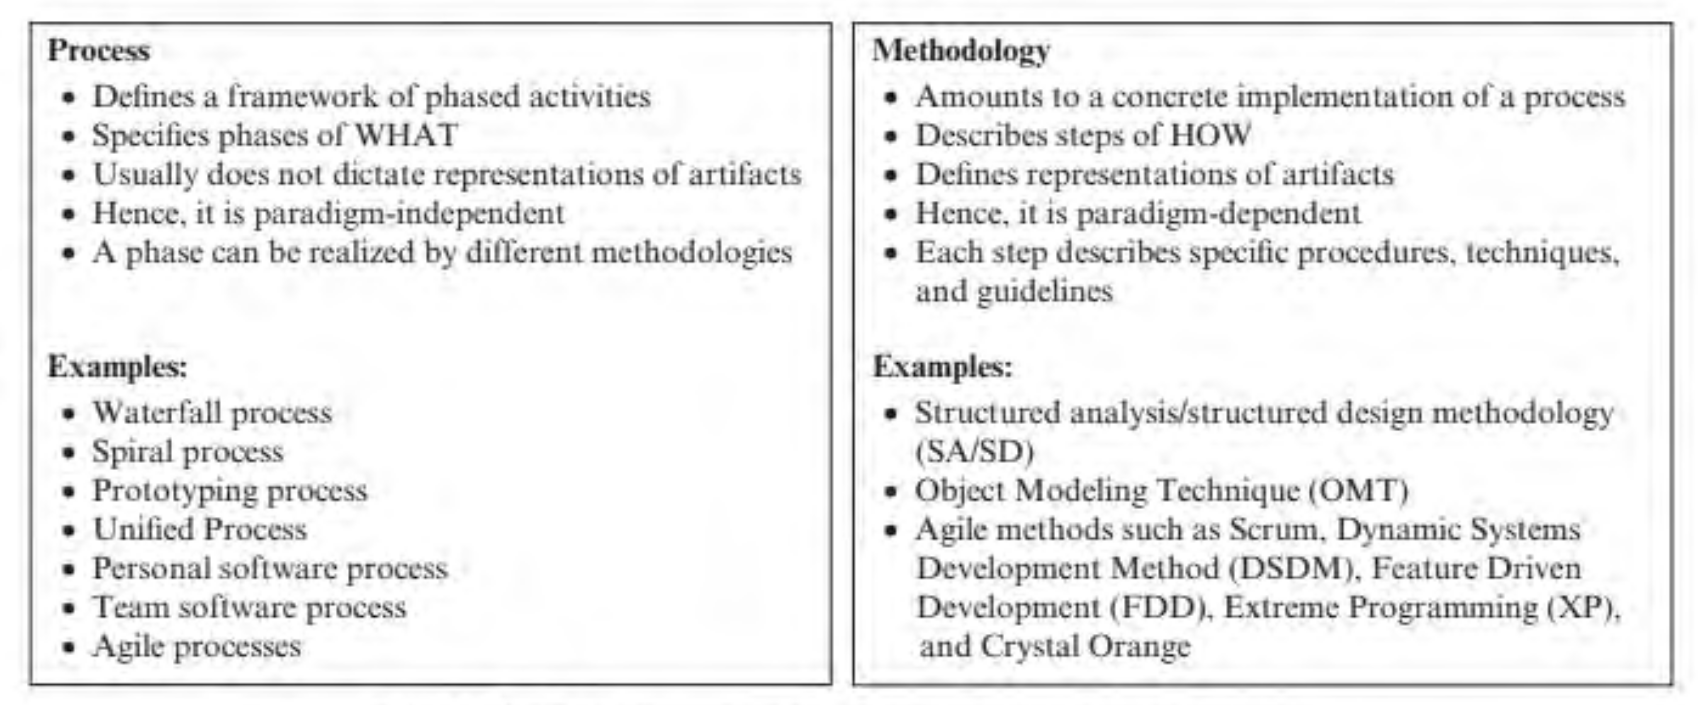 Process
• Defines a framework of phased activities
• Specifies phases of WHAT
• Usually does not dictate representations of artifacts
• Hence, it is paradigm-independent
• A phase can be realized by different methodologies
Examples:
• Waterfall process
• Spiral process
• Prototyping process
• Unified Process
• Personal software process
• Team software process
• Agile processes
Methodology
• Amounts to a concrete implementation of a process
• Describes steps of HOW
• Defines representations of artifacts
• Hence, it is paradigm-dependent
• Each step describes specific procedures, techniques,
and guidelines
Examples:
• Structured analysis/structured design methodology
(SA/SD)
• Object Modeling Technique (OMT)
• Agile methods such as Scrum, Dynamic Systems
Development Method (DSDM), Feature Driven
Development (FDD), Extreme Programming (XP),
and Crystal Orange